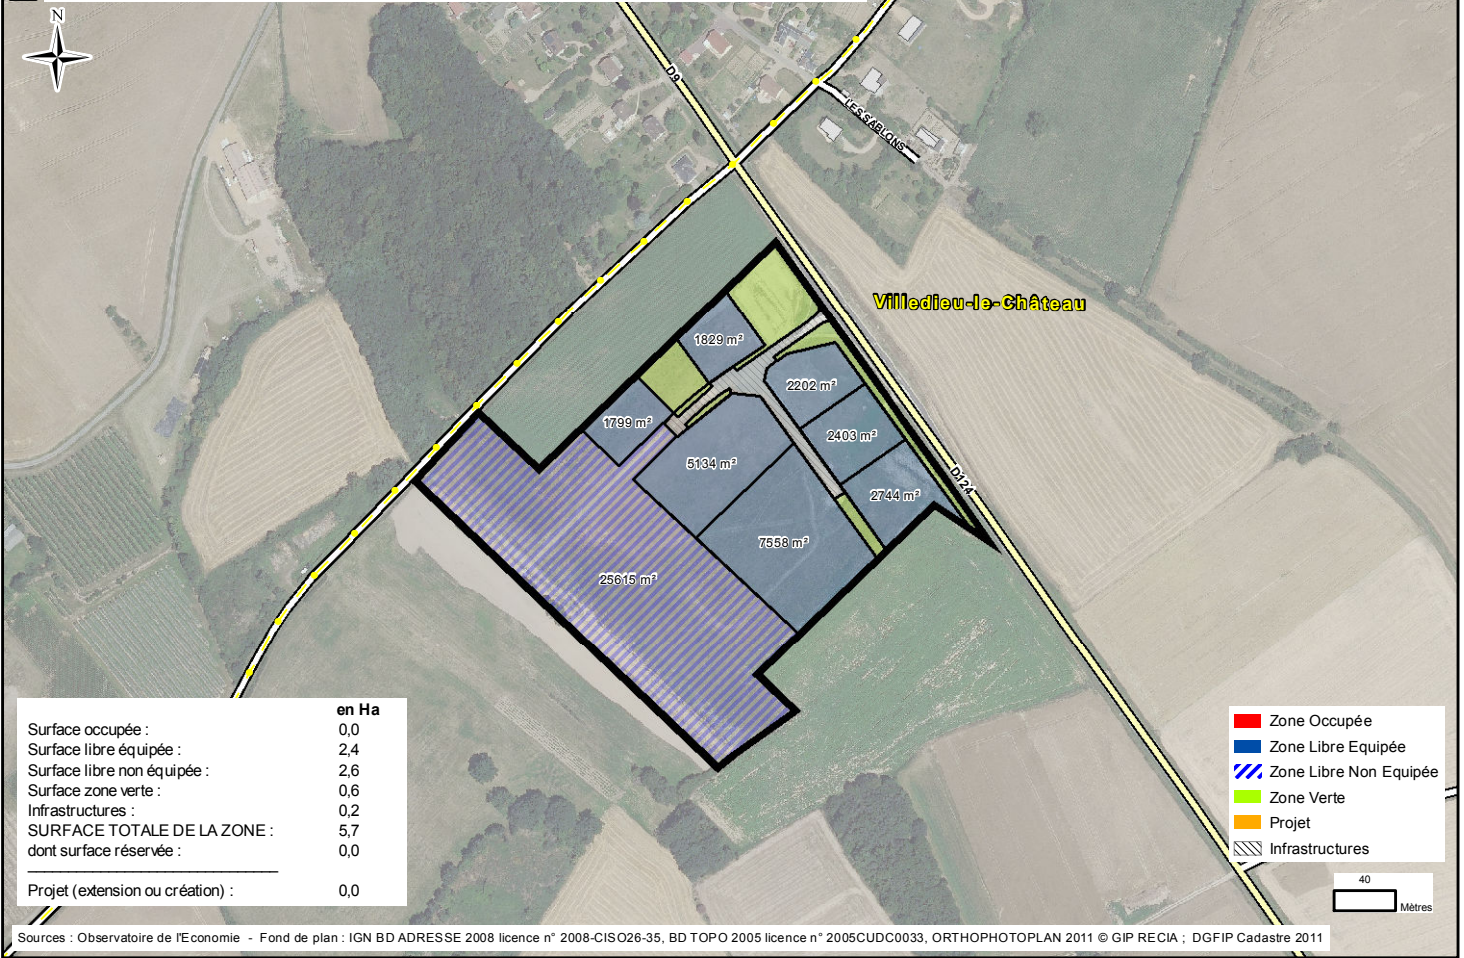 N
D9
LES SABLONS
Villedieu-le-Château
1829 m²
2202 m²
1799 m²
2403 m²
5134 m²
D124
2744 m²
7558 m²
25615 m²
en Ha
Surface occupée : 0,0
Surface libre équipée : 2,4
Surface libre non équipée : 2,6
Surface zone verte : 0,6
Infrastructures : 0,2
SURFACE TOTALE DE LA ZONE : 5,7
dont surface réservée : 0,0
Projet (extension ou création) : 0,0
Zone Occupée
Zone Libre Equipée
Zone Libre Non Equipée
Zone Verte
Projet
Infrastructures
40
Mètres
Sources : Observatoire de l'Economie - Fond de plan : IGN BD ADRESSE 2008 licence n° 2008-CISO26-35, BD TOPO 2005 licence n° 2005CUDC0033, ORTHOPHOTOPLAN 2011 © GIP RECIA ; DGFIP Cadastre 2011